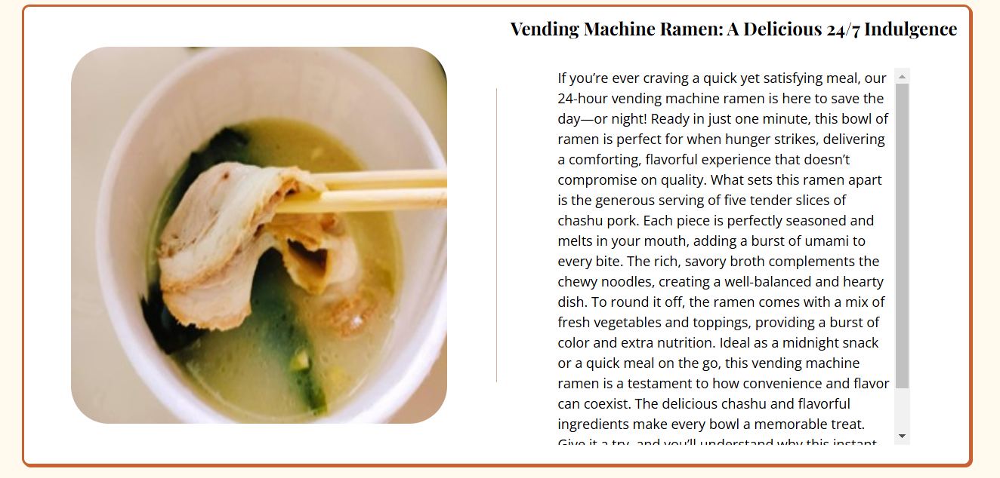 Vending Machine Ramen: A Delicious 24/7 Indulgence
If you’re ever craving a quick yet satisfying meal, our
24-hour vending machine ramen is here to save the
day—or night! Ready in just one minute, this bowl of
ramen is perfect for when hunger strikes, delivering
a comforting, flavorful experience that doesn’t
compromise on quality. What sets this ramen apart
is the generous serving of five tender slices of
chashu pork. Each piece is perfectly seasoned and
melts in your mouth, adding a burst of umami to
every bite. The rich, savory broth complements the
chewy noodles, creating a well-balanced and hearty
dish. To round it off, the ramen comes with a mix of
fresh vegetables and toppings, providing a burst of
color and extra nutrition. Ideal as a midnight snack
or a quick meal on the go, this vending machine
ramen is a testament to how convenience and flavor
can coexist. The delicious chashu and flavorful
ingredients make every bowl a memorable treat.
Give it a try, and you’ll understand why this instant